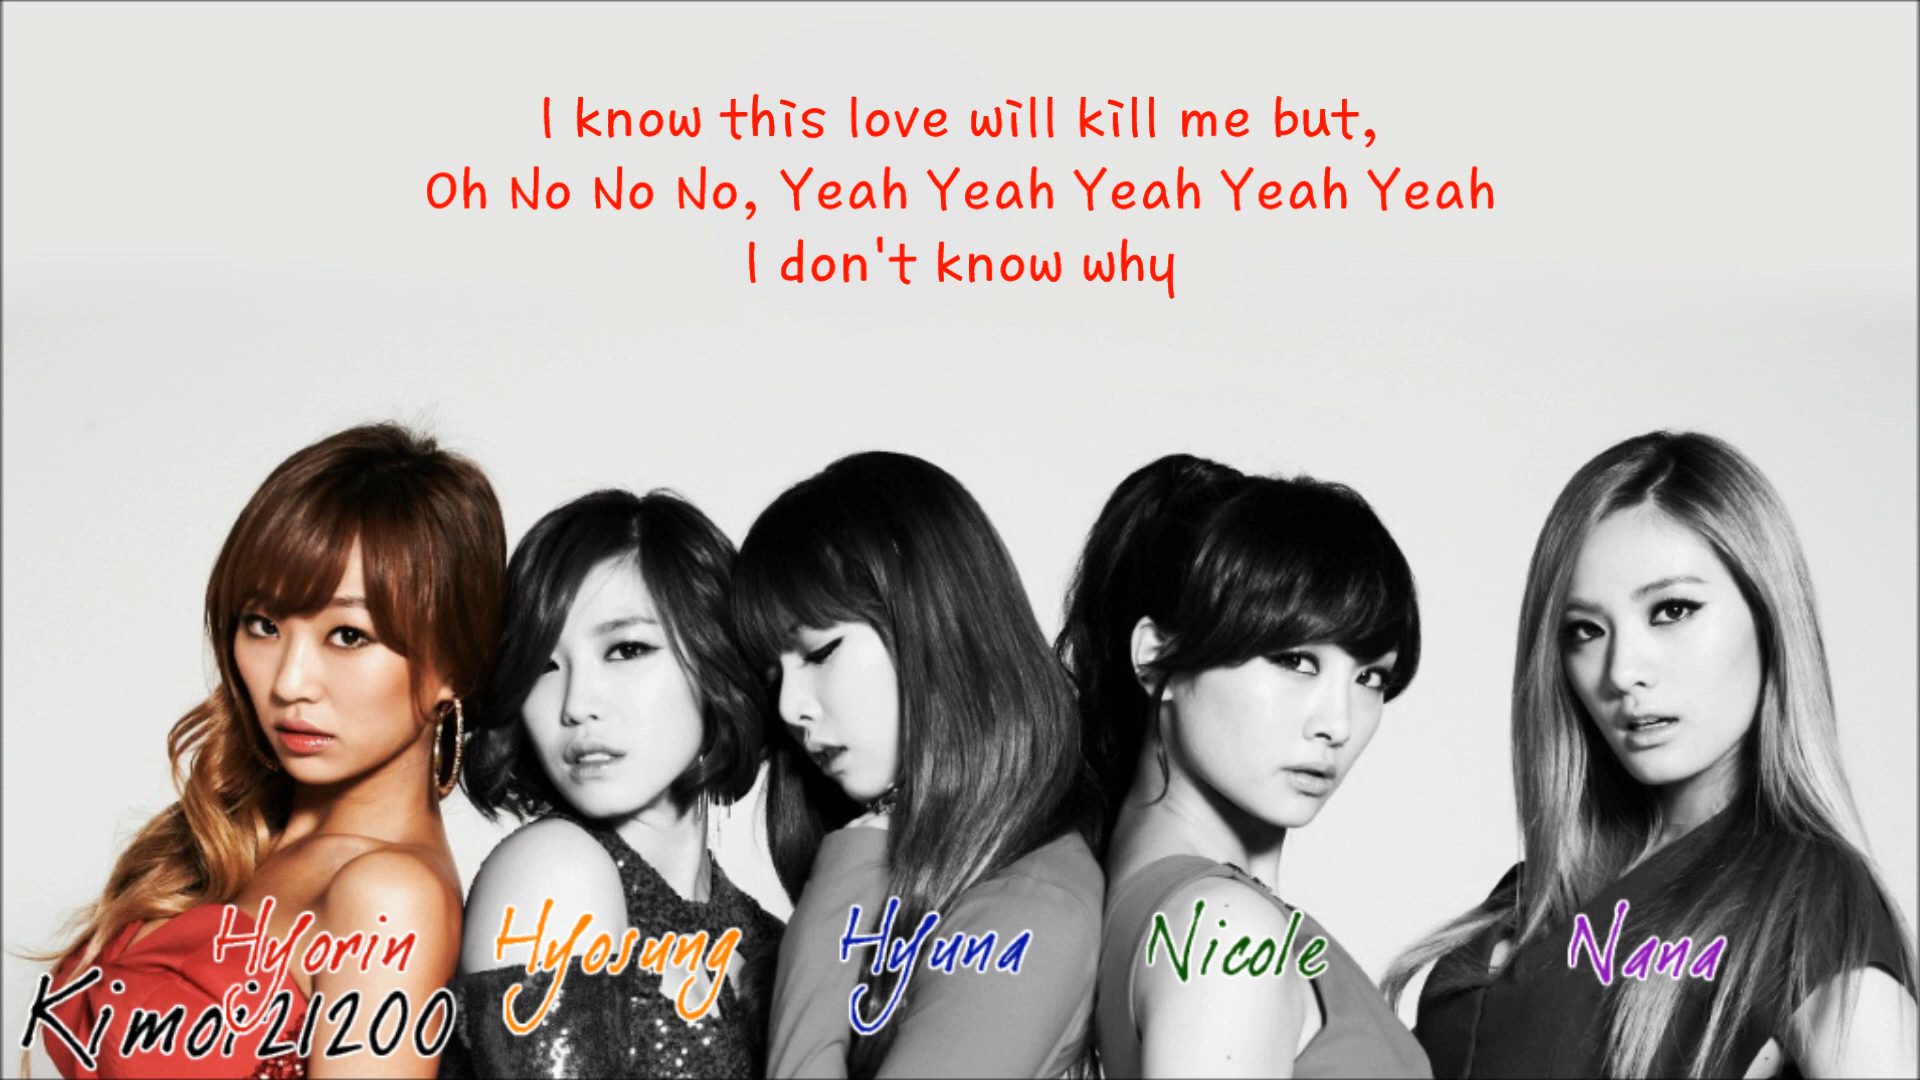 I know this love will kill me but,
Oh No No No, Yeah Yeah Yeah Yeah Yeah
I don't know why
Hyorin Hyosung Hyuna Nicole Nana
Kimoi21200